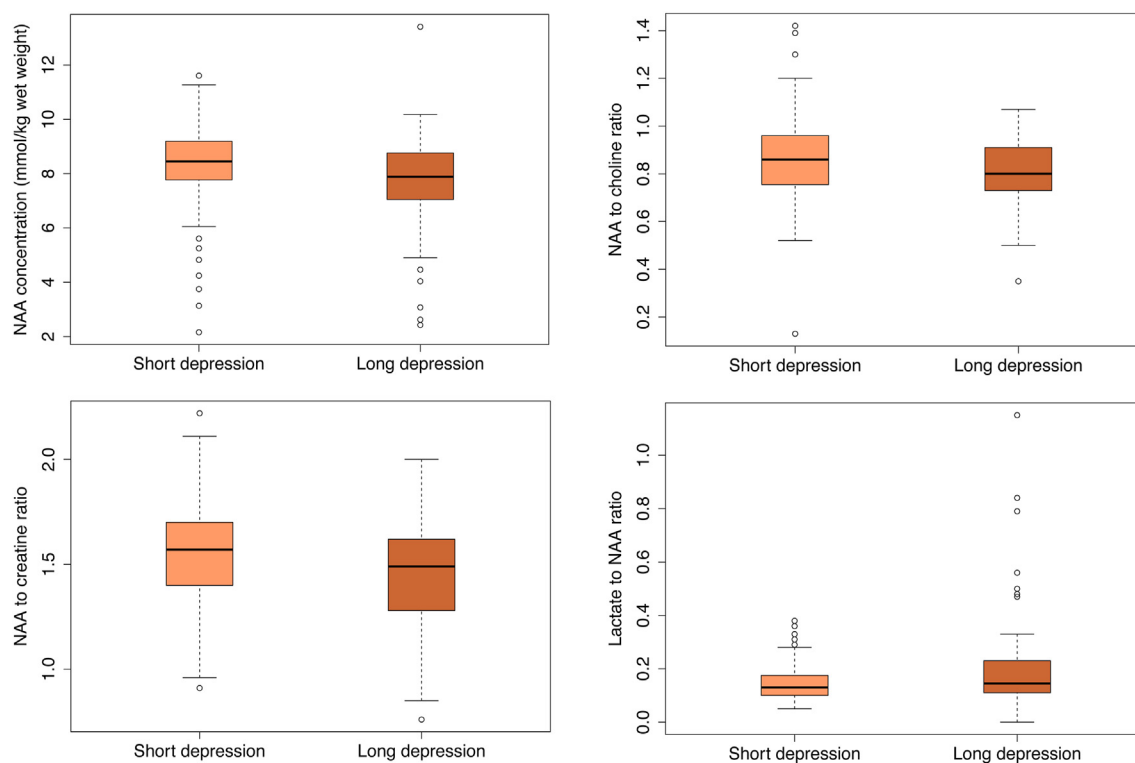 NAA concentration (mmol/kg wet weight)
12
10
8
6
4
2
Short depression
Long depression
NAA to choline ratio
1.4
1.2
1.0
0.8
0.6
0.4
0.2
Short depression
Long depression
NAA to creatine ratio
2.0
1.5
1.0
Short depression
Long depression
Lactate to NAA ratio
1.0
0.8
0.6
0.4
0.2
0.0
Short depression
Long depression